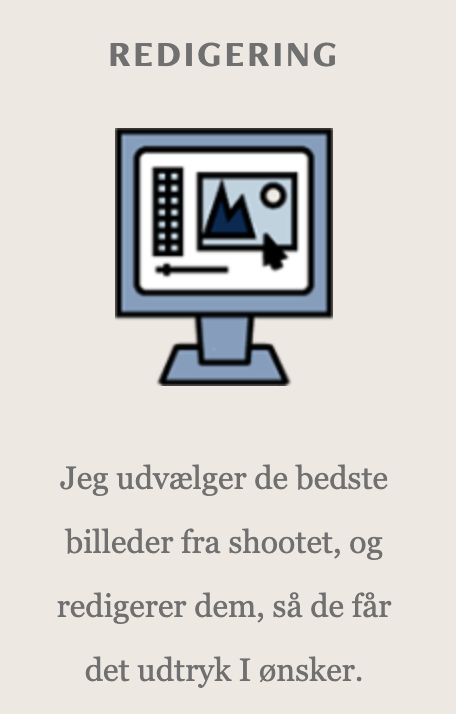 REDIGERING
Jeg udvælger de bedste
billeder fra shootet, og
redigerer dem, så de får
det udtryk I ønsker.